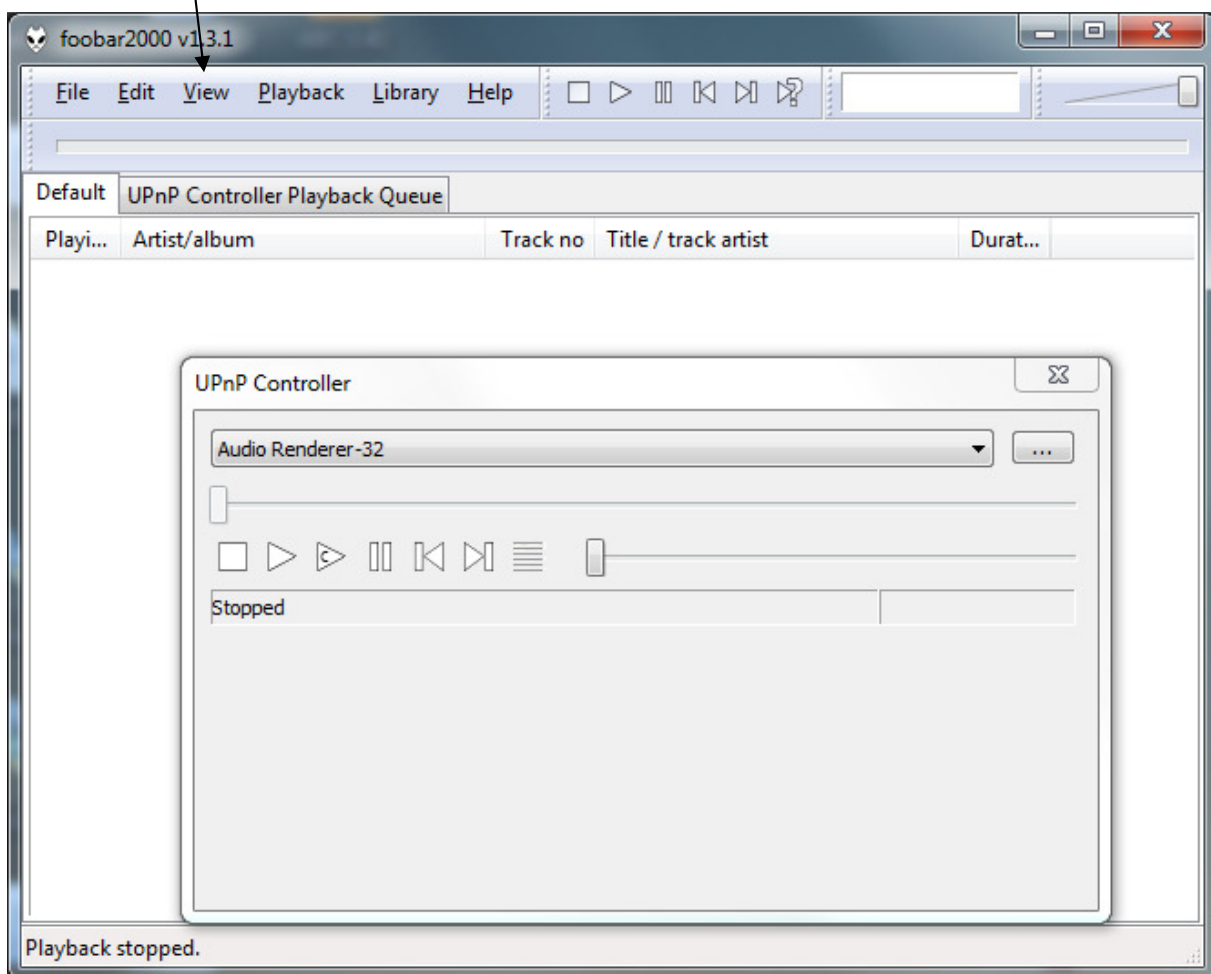 foobar2000 v1.3.1
File Edit View Playback Library Help
Default UPnP Controller Playback Queue
Playi... Artist/album Track no Title / track artist Durat...
UPnP Controller
Audio Renderer-32 ...
C
Stopped
Playback stopped.